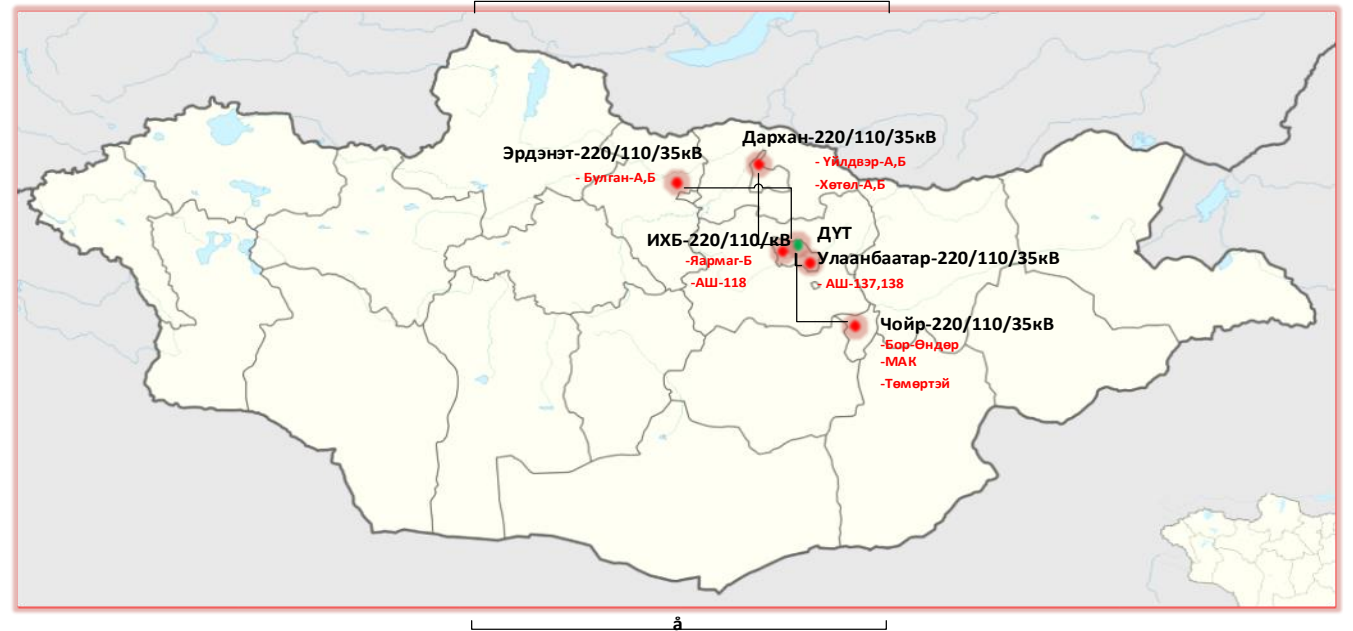 Дархан-220/110/35кВ
- Үйлдвэр-А,Б
-Хөтөл-А,Б
Эрдэнэт-220/110/35кВ
- Булган-А,Б
ДҮТ
ИХБ-220/110/кВ
-Яармаг-Б
-АШ-118
Улаанбаатар-220/110/35кВ
- АШ-137,138
Чойр-220/110/35кВ
-Бор-Өндөр
-МАК
-Төмөртэй
å